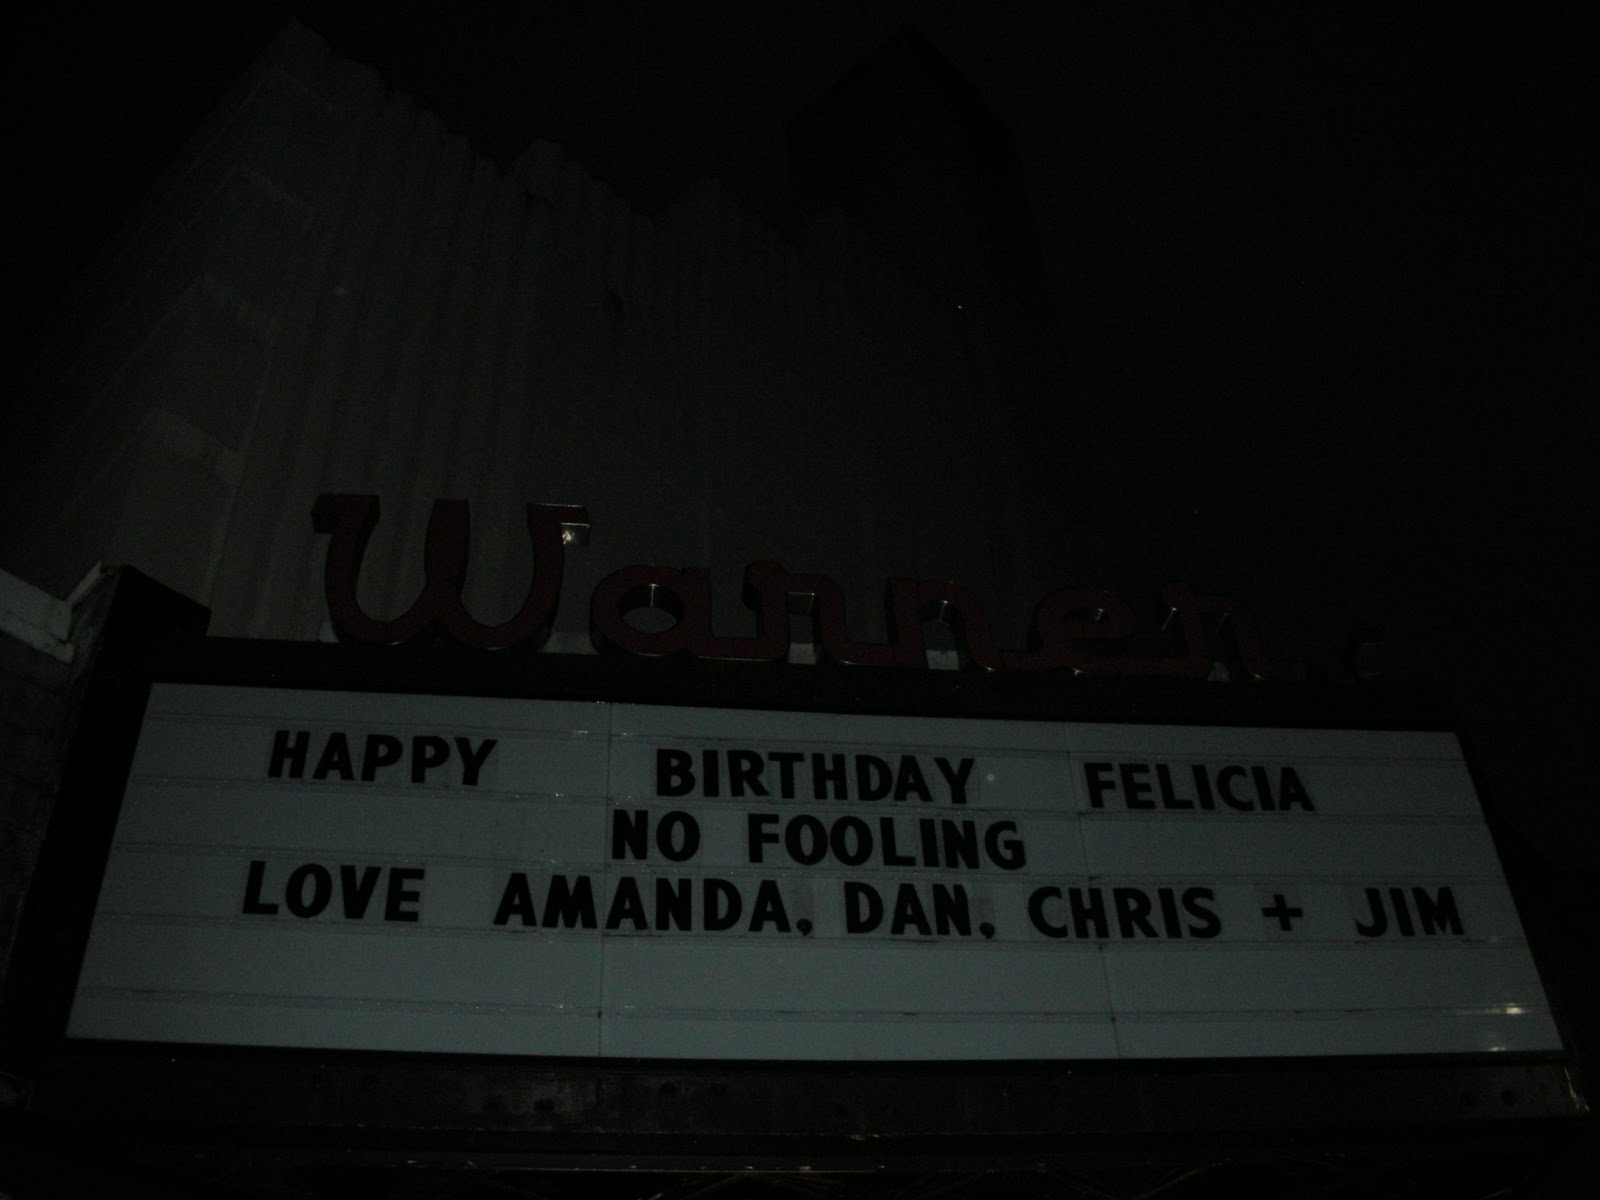 Warner
HAPPY BIRTHDAY FELICIA
NO FOOLING
LOVE AMANDA, DAN, CHRIS + JIM